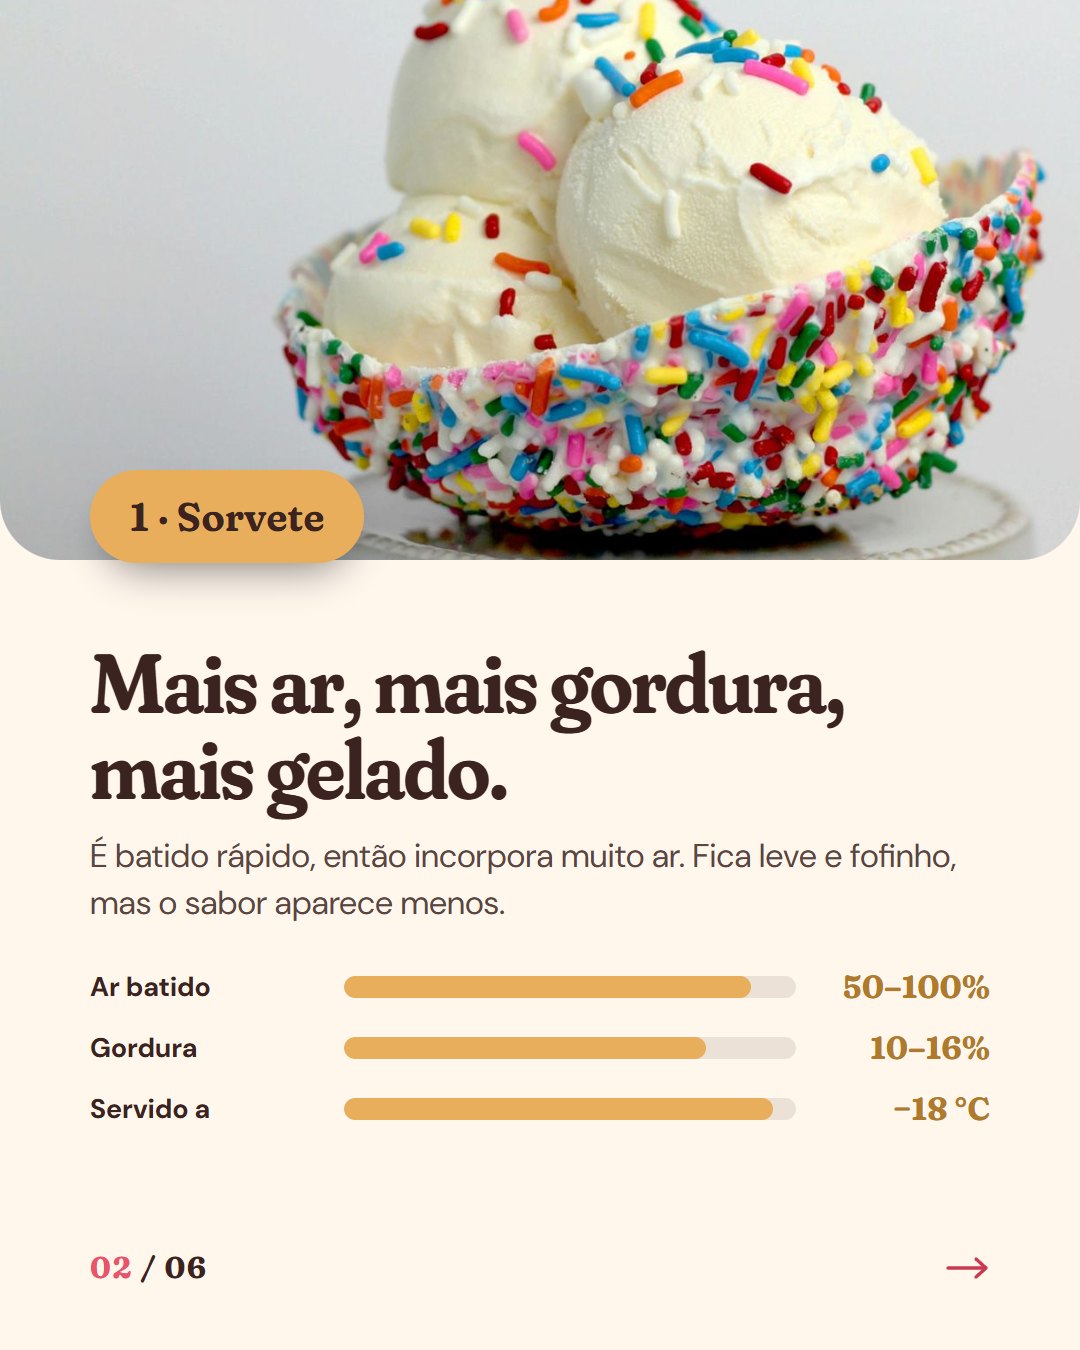 1 · Sorvete
Mais ar, mais gordura,
mais gelado.
É batido rápido, então incorpora muito ar. Fica leve e fofinho,
mas o sabor aparece menos.
Ar batido 50–100%
Gordura 10–16%
Servido a −18 °C
02 / 06